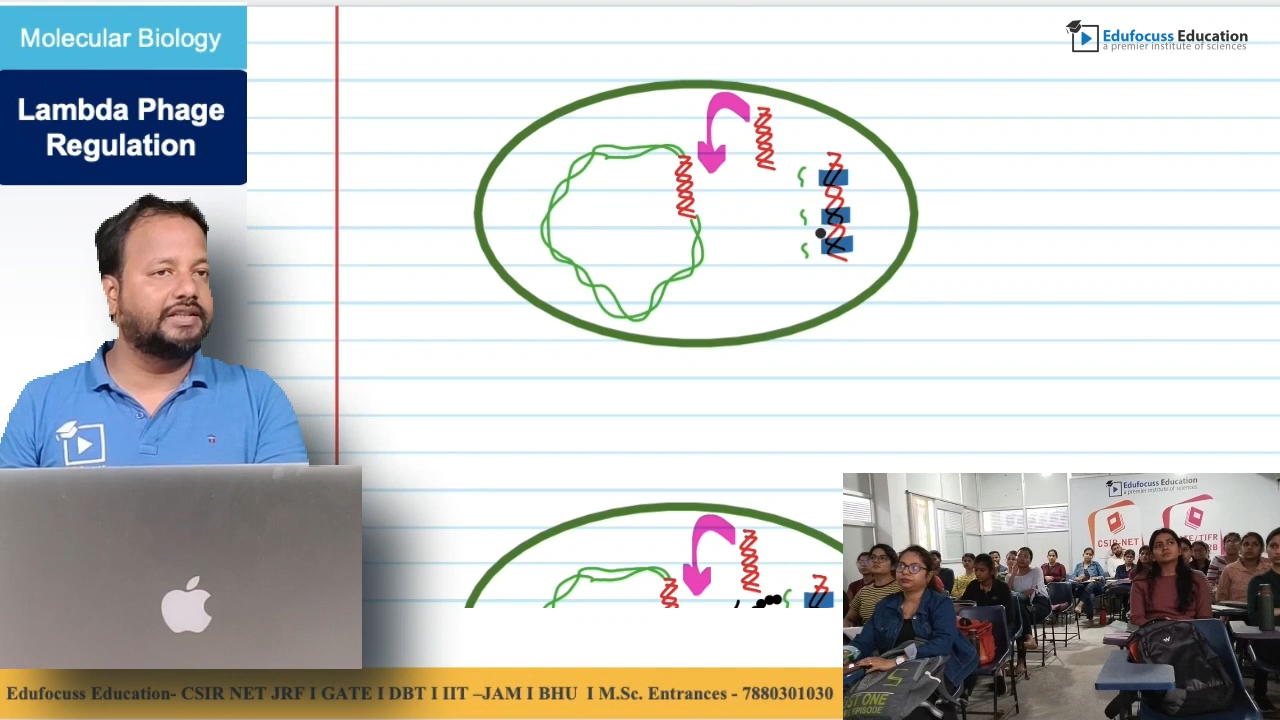 Molecular Biology
Lambda Phage
Regulation
Edufocuss Education
a premier institute of sciences
Edufocuss Education
a premier institute of sciences
CSIR-NET
Edufocuss Education- CSIR NET JRF I GATE I DBT I IIT –JAM I BHU I M.Sc. Entrances - 7880301030
EPISODE